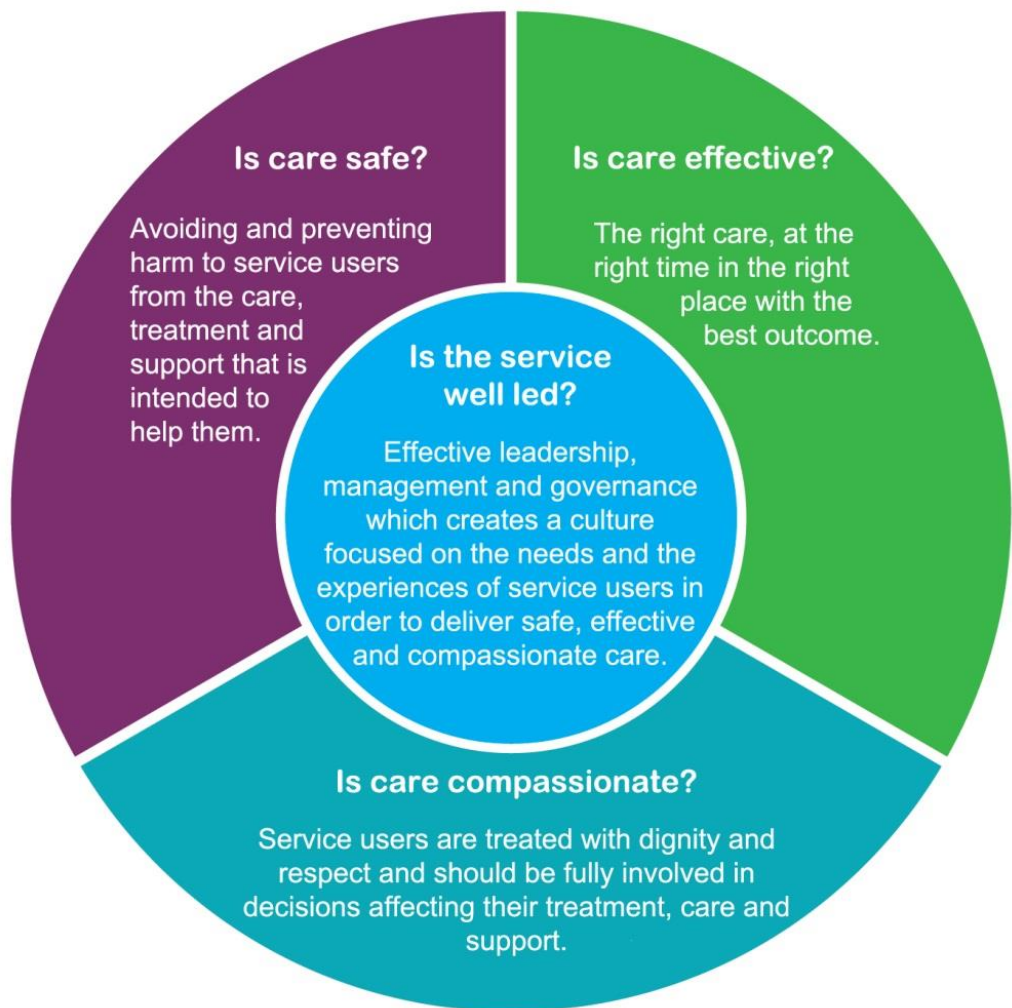 Is care safe?
Avoiding and preventing
harm to service users
from the care,
treatment and
support that is
intended to
help them.
Is care effective?
The right care, at the
right time in the right
place with the
best outcome.
Is the service
well led?
Effective leadership,
management and governance
which creates a culture
focused on the needs and the
experiences of service users in
order to deliver safe, effective
and compassionate care.
Is care compassionate?
Service users are treated with dignity and
respect and should be fully involved in
decisions affecting their treatment, care and
support.